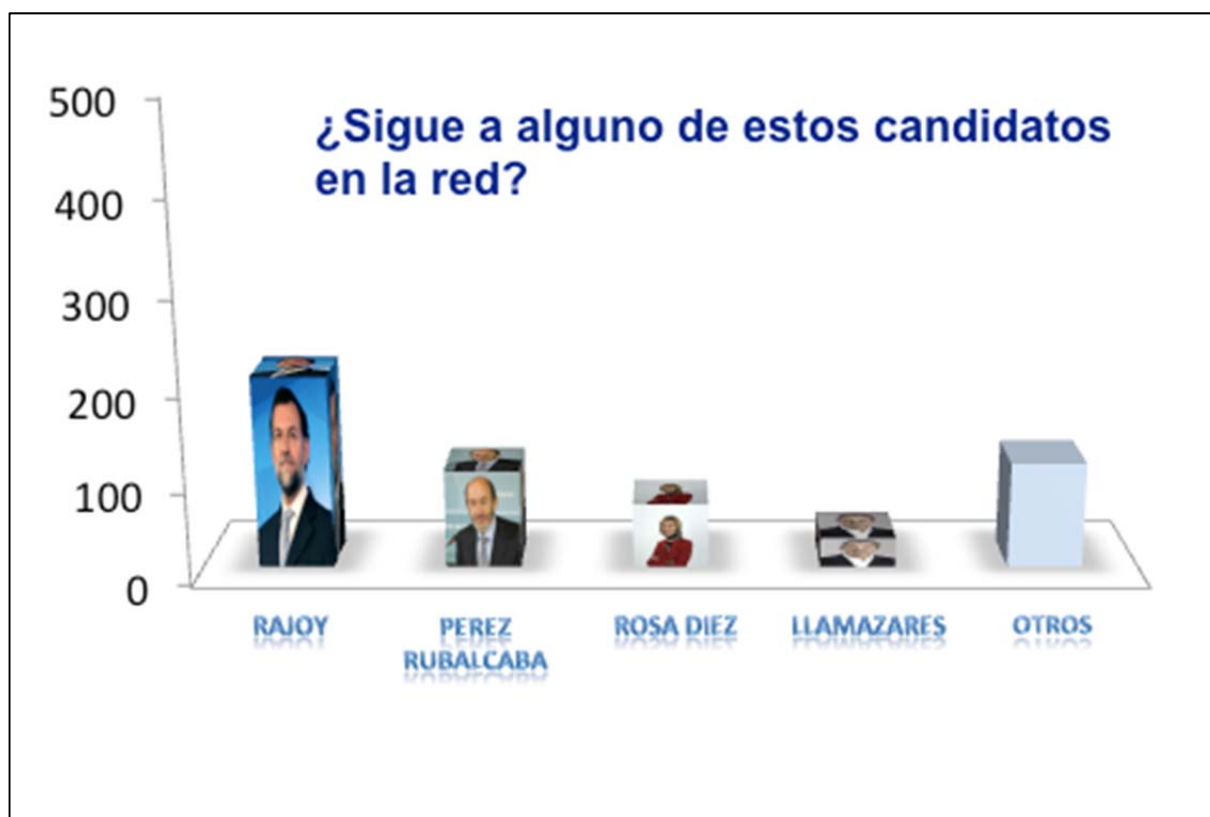 ¿Sigue a alguno de estos candidatos
en la red?
500
400
300
200
100
0
RAJOY
PEREZ
RUBALCABA
ROSA DIEZ
LLAMAZARES
OTROS